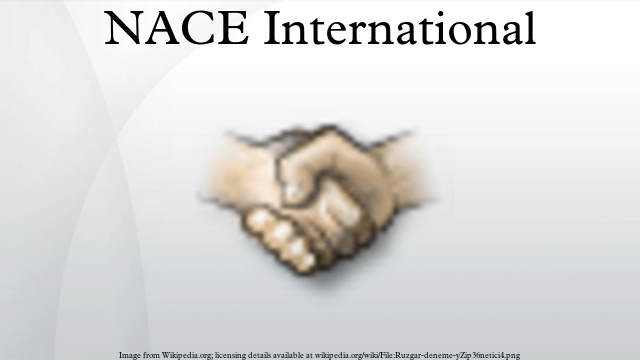 NACE International
Image from Wikipedia.org; licensing details available at wikipedia.org/wiki/File:Ruzgar-deneme-yZip36netici4.png